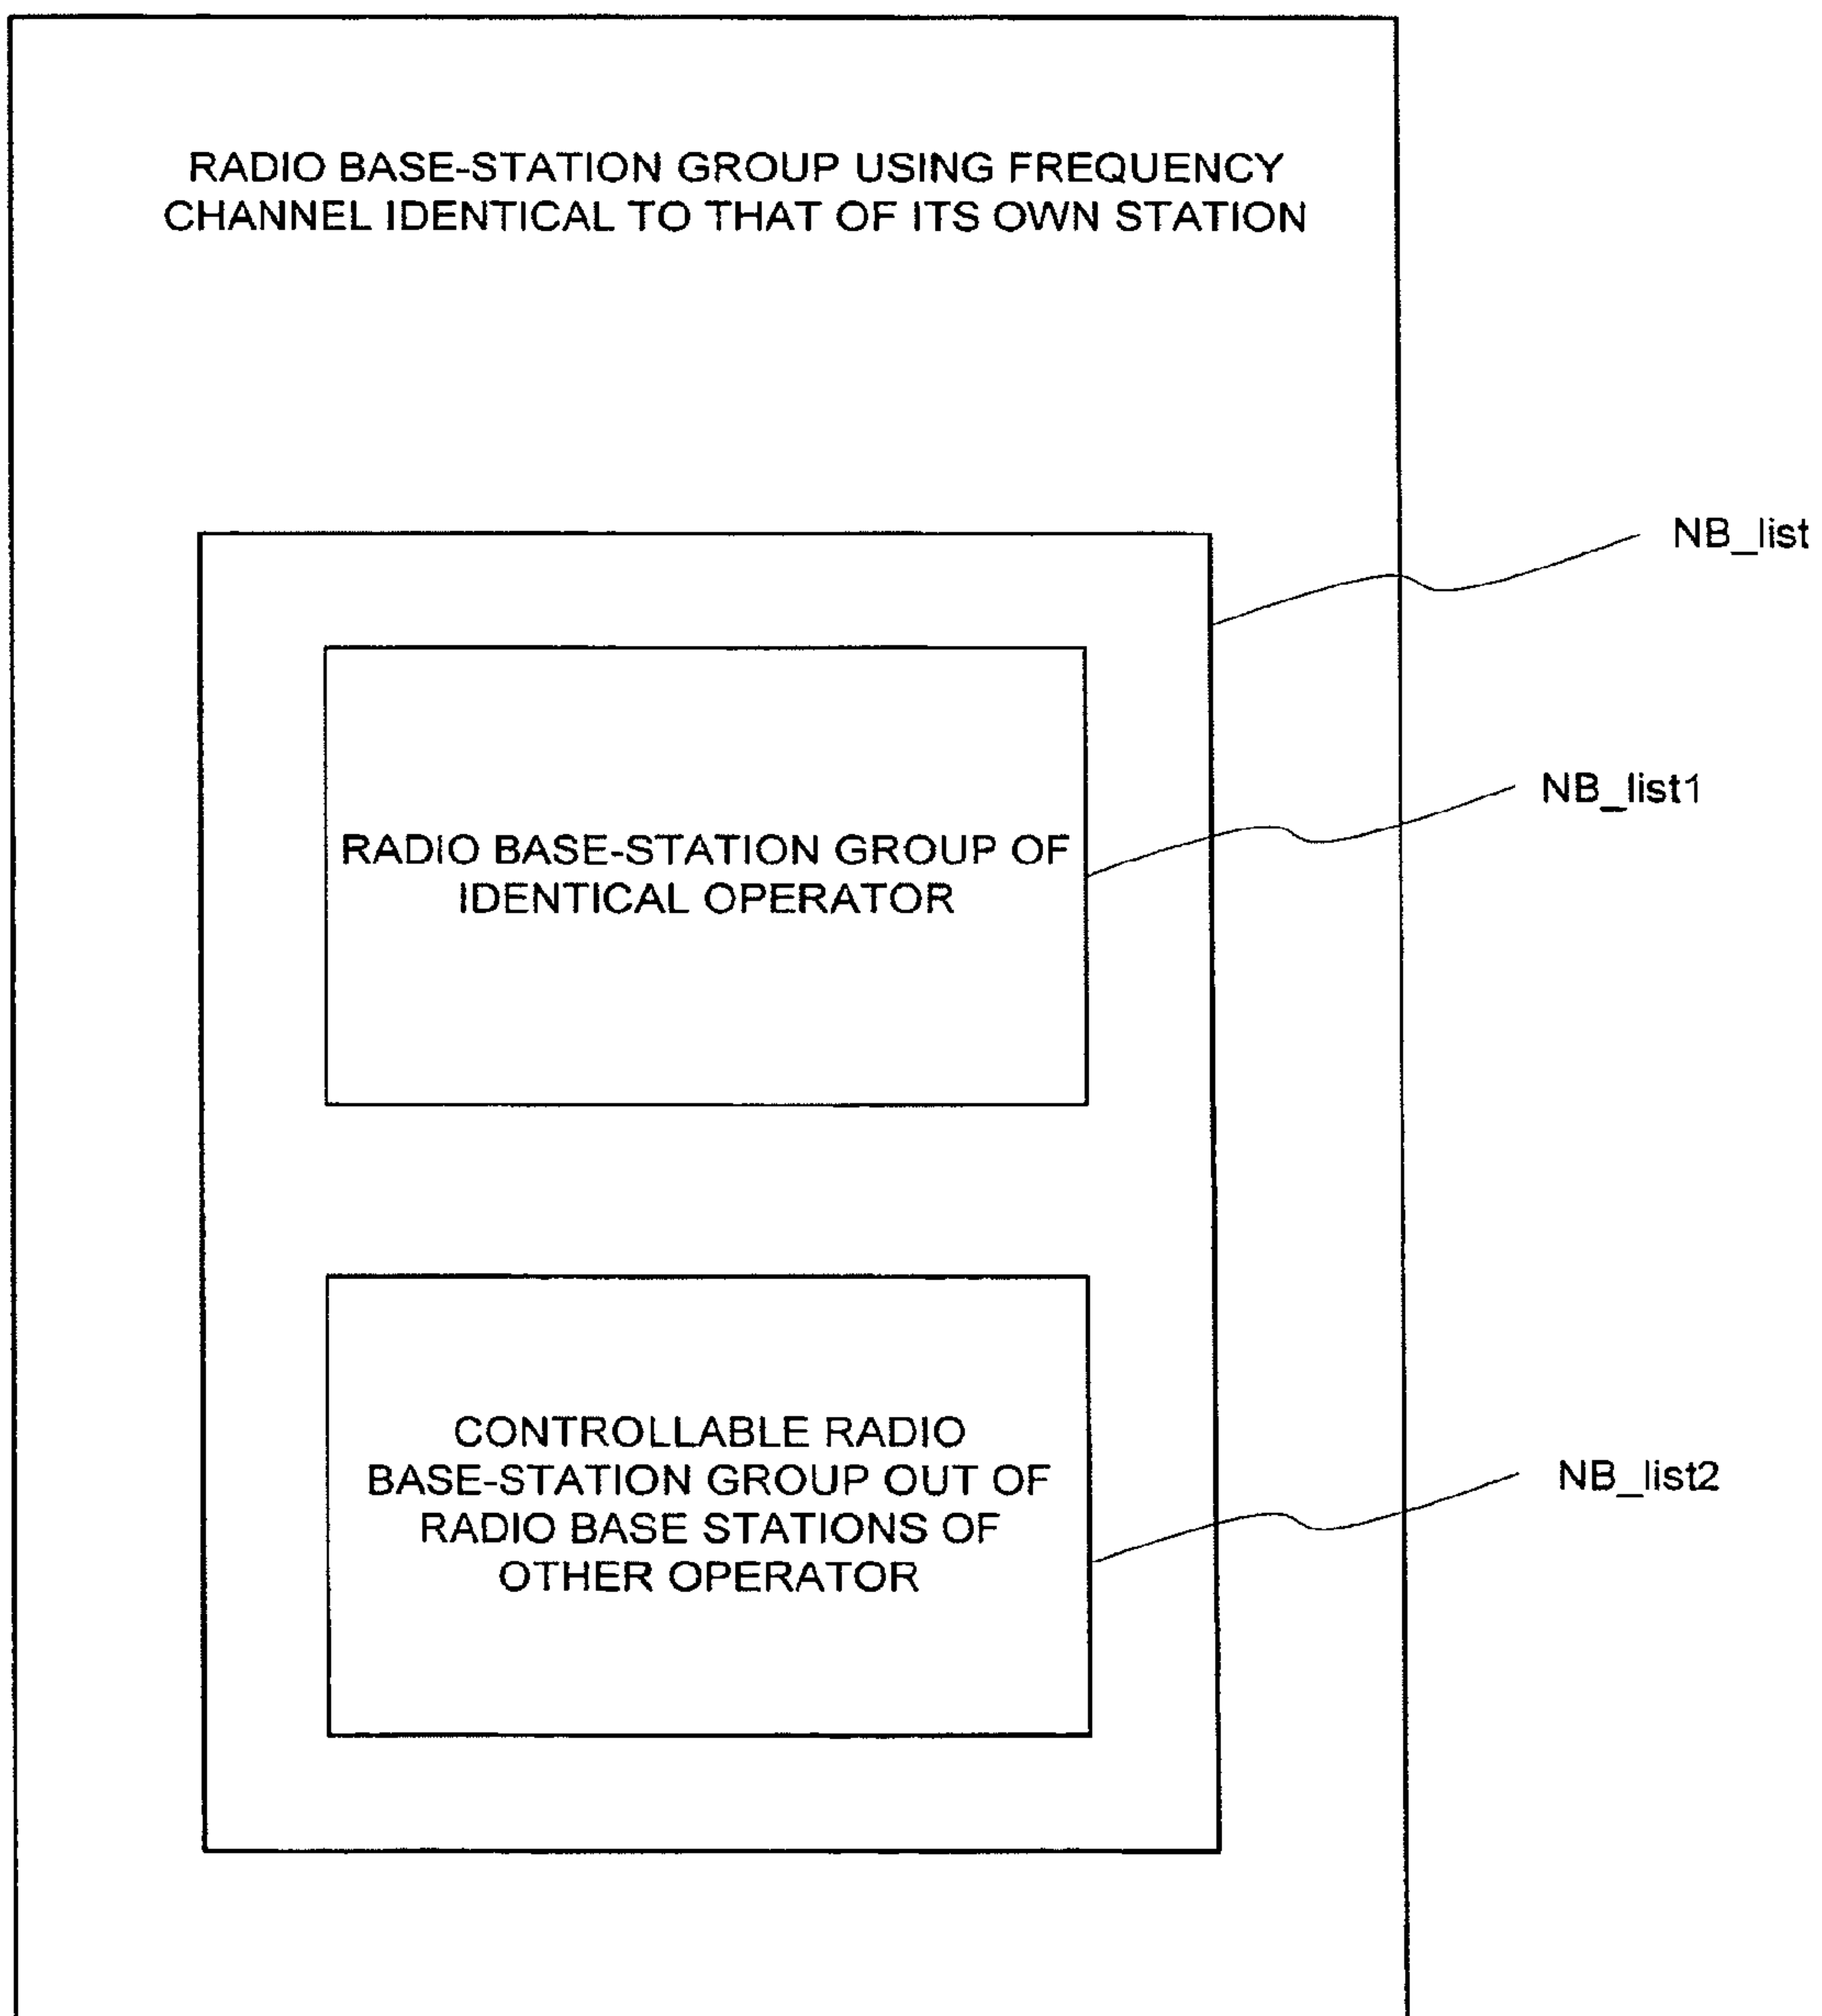 RADIO BASE-STATION GROUP USING FREQUENCY
CHANNEL IDENTICAL TO THAT OF ITS OWN STATION
NB_list
NB_list1
RADIO BASE-STATION GROUP OF
IDENTICAL OPERATOR
CONTROLLABLE RADIO
BASE-STATION GROUP OUT OF
RADIO BASE STATIONS OF
OTHER OPERATOR
NB_list2